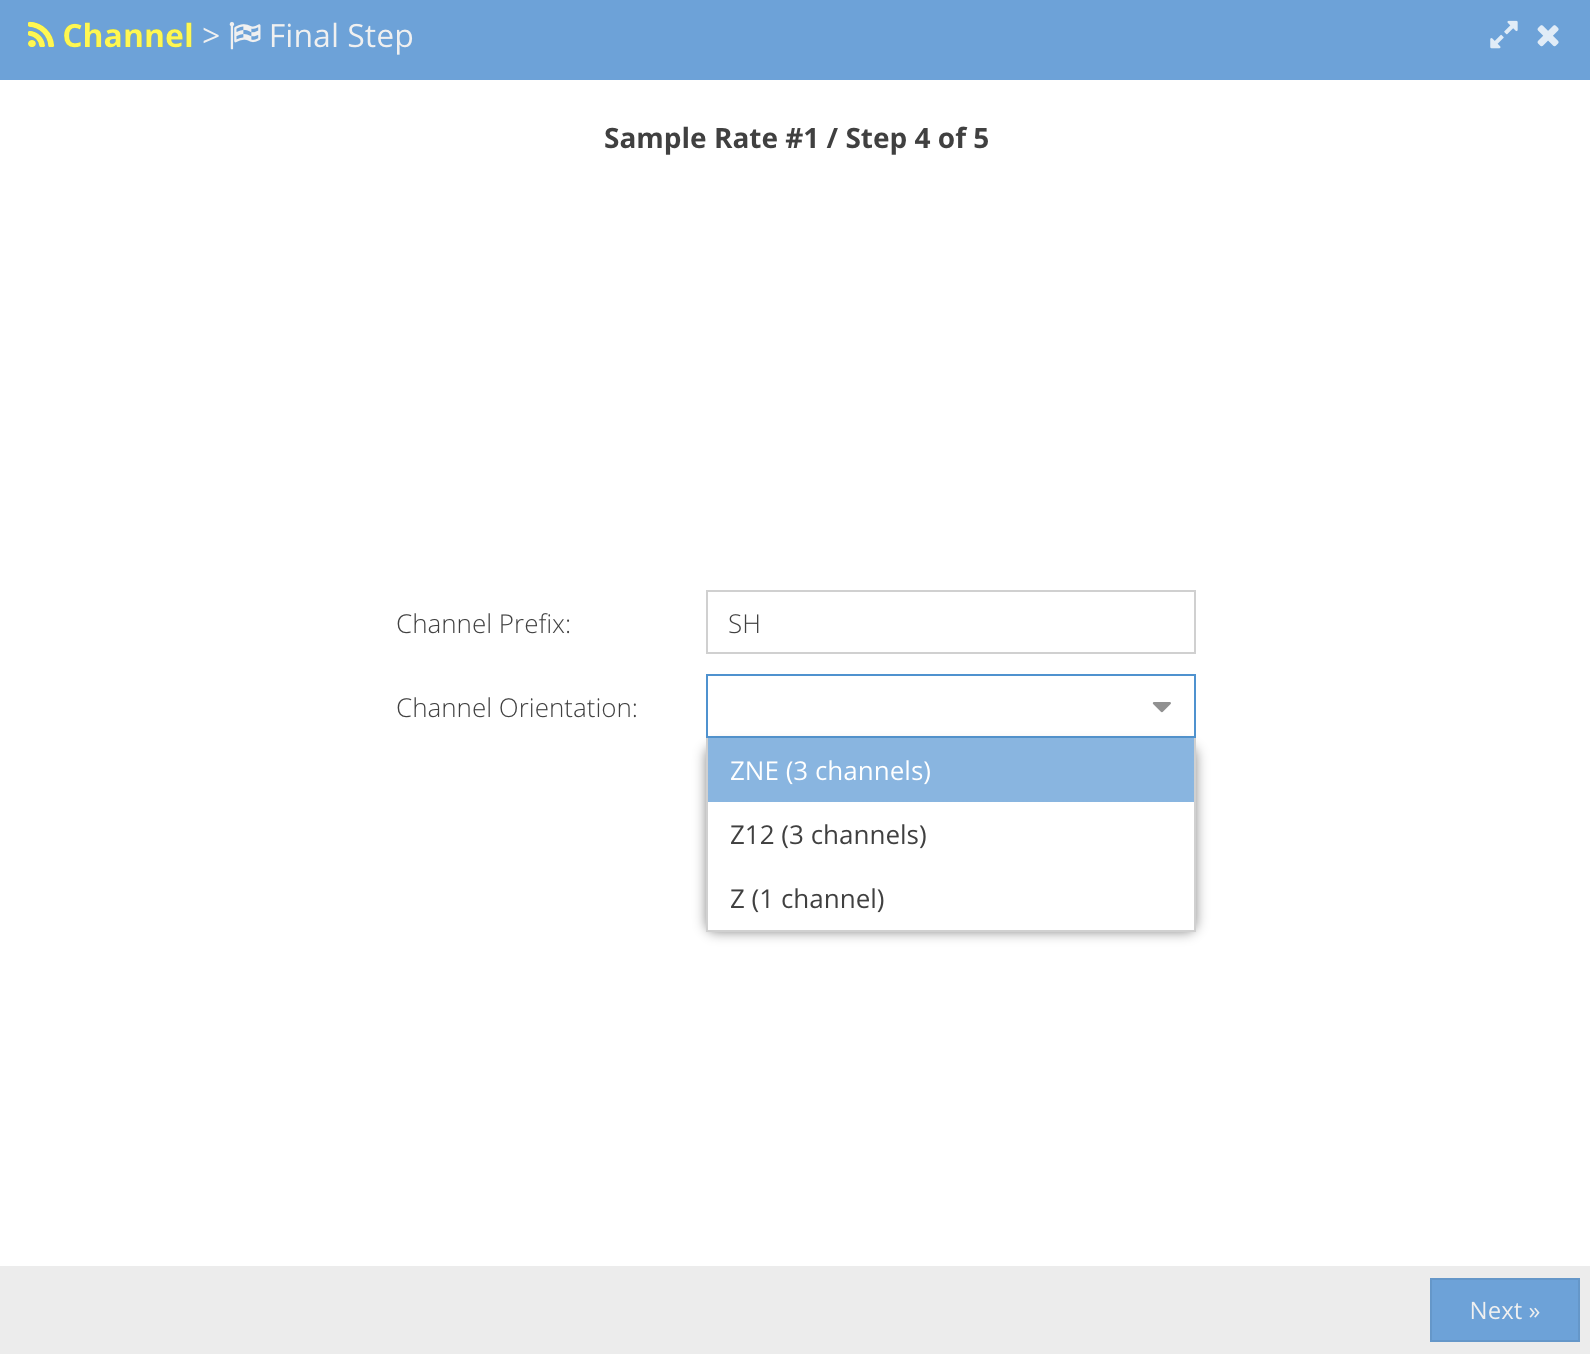 Channel > Final Step
Sample Rate #1 / Step 4 of 5
Channel Prefix: SH
Channel Orientation:
ZNE (3 channels)
Z12 (3 channels)
Z (1 channel)
Next »